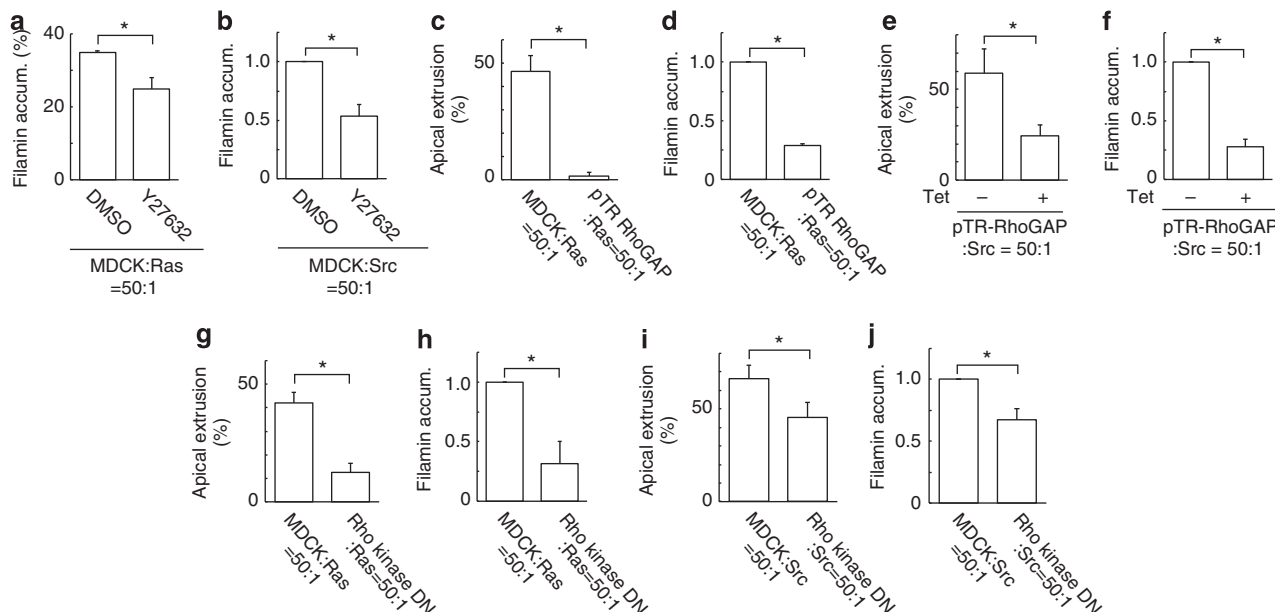 a
Filamin accum. (%)
40
20
0
*
DMSO
Y27632
MDCK:Ras
=50:1
b
Filamin accum.
1.0
0.5
0
*
DMSO
Y27632
MDCK:Src
=50:1
c
Apical extrusion
(%)
50
0
*
MDCK:Ras
=50:1
pTR RhoGAP
:Ras=50:1
d
Filamin accum.
1.0
0.5
0
*
MDCK:Ras
=50:1
pTR RhoGAP
:Ras=50:1
e
Apical extrusion
(%)
50
0
*
Tet – +
pTR-RhoGAP
:Src = 50:1
f
Filamin accum.
1.0
0.5
0
*
Tet – +
pTR-RhoGAP
:Src = 50:1
g
Apical extrusion
(%)
50
0
*
MDCK:Ras
=50:1
Rho kinase DN
:Ras=50:1
h
Filamin accum.
1.0
0.5
0
*
MDCK:Ras
=50:1
Rho kinase DN
:Ras=50:1
i
Apical extrusion
(%)
50
0
*
MDCK:Src
=50:1
Rho kinase DN
:Src=50:1
j
Filamin accum.
1.0
0.5
0
*
MDCK:Src
=50:1
Rho kinase DN
:Src=50:1